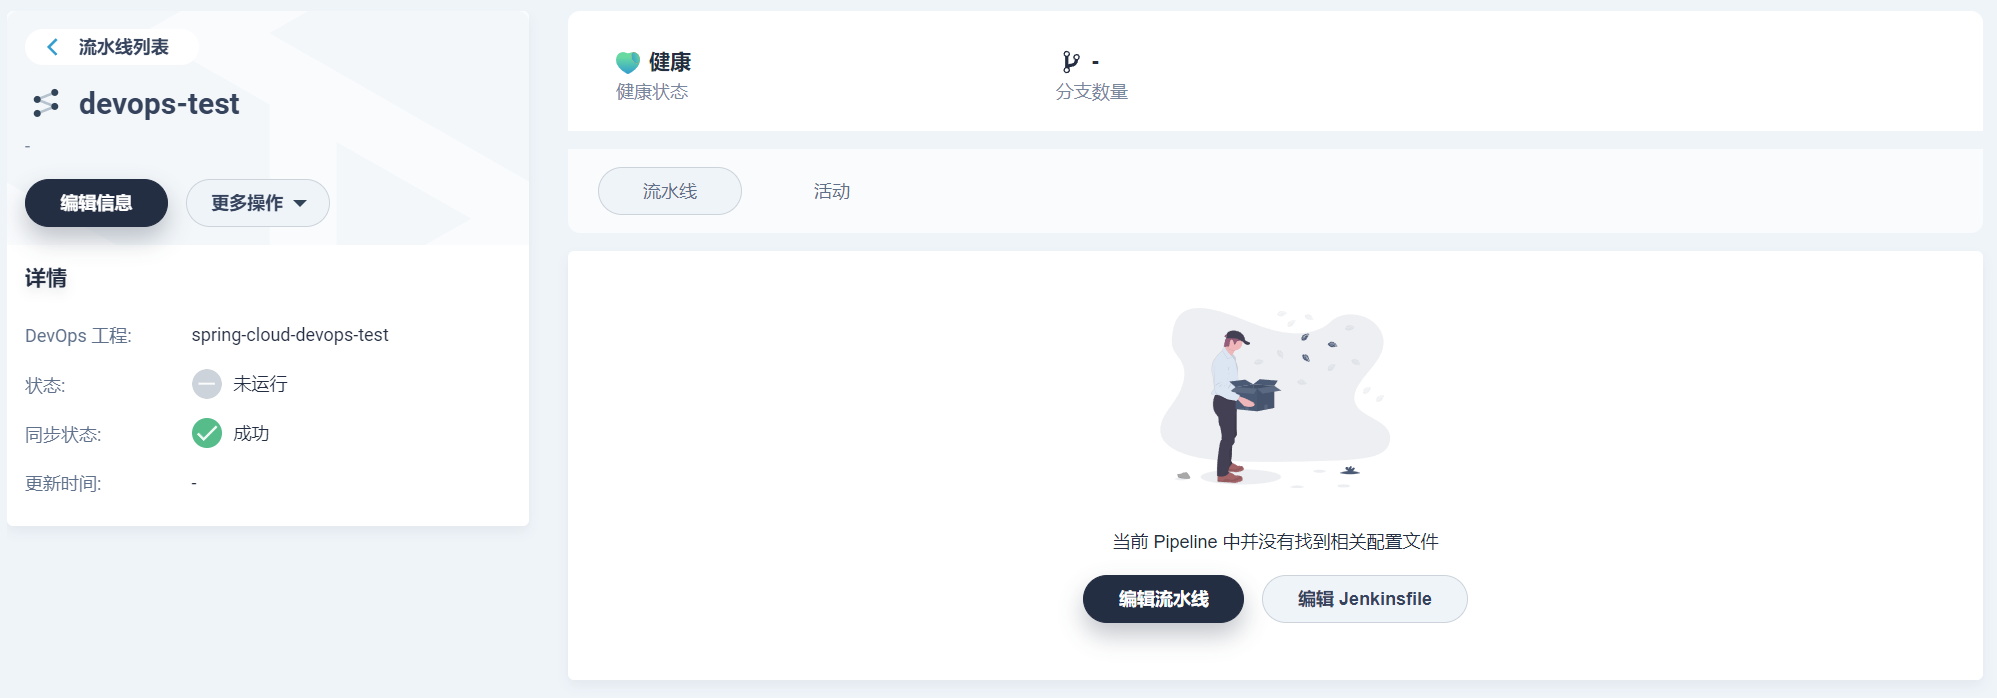 流水线列表
devops-test
-
编辑信息
更多操作
详情
DevOps 工程:
spring-cloud-devops-test
状态:
未运行
同步状态:
成功
更新时间:
-
健康
健康状态
-
分支数量
流水线
活动
当前 Pipeline 中并没有找到相关配置文件
编辑流水线
编辑 Jenkinsfile